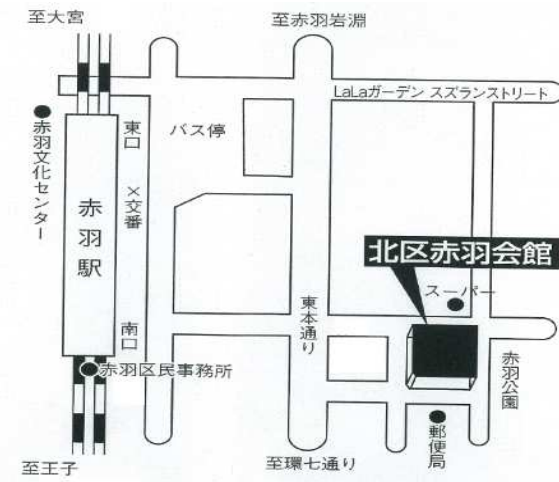 至大宮
至赤羽岩淵
LaLaガーデン スズランストリート
赤羽文化センター
東口
バス停
×交番
赤羽駅
北区赤羽会館
スーパー
東本通り
南口
赤羽公園
赤羽区民事務所
郵便局
至王子
至環七通り